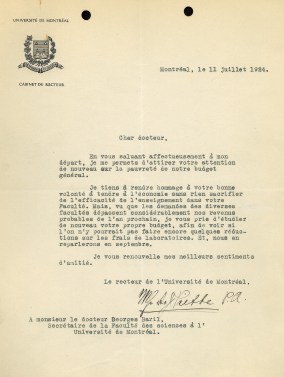 UNIVERSITÉ DE MONTRÉAL
CABINET DU RECTEUR
Montréal, le 11 juillet 1934.
Cher docteur,
En vous saluant affectueusement à mon
départ, je me permets d'attirer votre attention
de nouveau sur la pauvreté de notre budget
général.
Je tiens à rendre hommage à votre bonne
volonté à tendre à l'économie sans rien sacrifier
de l'efficacité de l'enseignement dans votre
Faculté. Mais, vu que les demandes des diverses
facultés dépassent considérablement nos revenus
probables de l'an prochain, je vous prie d'étudier
de nouveau votre propre budget, afin de voir si
l'on n'y pourrait pas faire encore quelques réduc-
tions sur les frais de laboratoires. Et, nous en
reparlerons en septembre.
Je vous renouvelle mes meilleurs sentiments
d'amitié.
Le recteur de l'Université de Montréal,
A monsieur le docteur Georges Baril,
Secrétaire de la Faculté des sciences à l'
Université de Montréal.